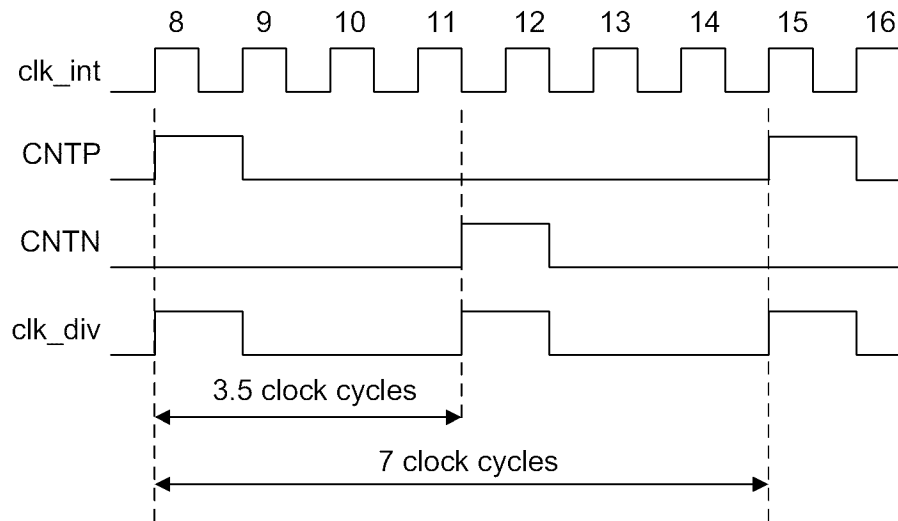 8 9 10 11 12 13 14 15 16
clk_int
CNTP
CNTN
clk_div
3.5 clock cycles
7 clock cycles